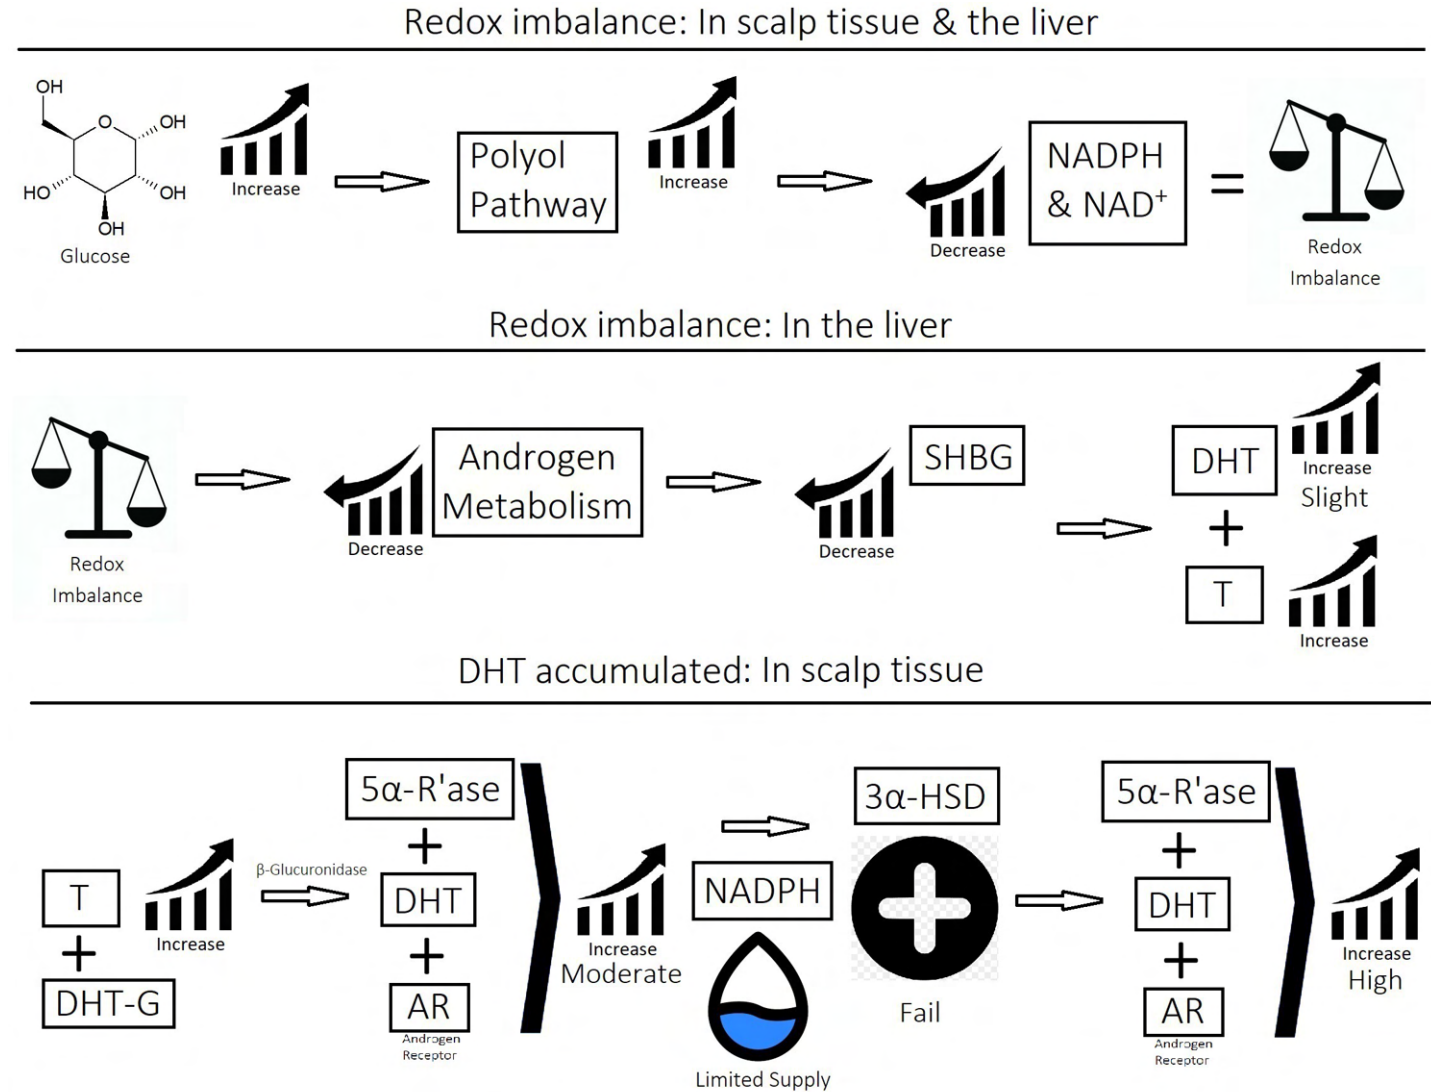 Redox imbalance: In scalp tissue & the liver
OH
O
OH
HO
OH
OH
Glucose
Increase
Polyol
Pathway
Increase
Decrease
NADPH
& NAD⁺
=
Redox
Imbalance
Redox imbalance: In the liver
Redox
Imbalance
Decrease
Androgen
Metabolism
Decrease
SHBG
DHT
Increase
Slight
+
T
Increase
DHT accumulated: In scalp tissue
T
+
DHT-G
Increase
β-Glucuronidase
5α-R'ase
+
DHT
+
AR
Androgen
Receptor
Increase
Moderate
NADPH
Limited Supply
3α-HSD
Fail
5α-R'ase
+
DHT
+
AR
Androgen
Receptor
Increase
High